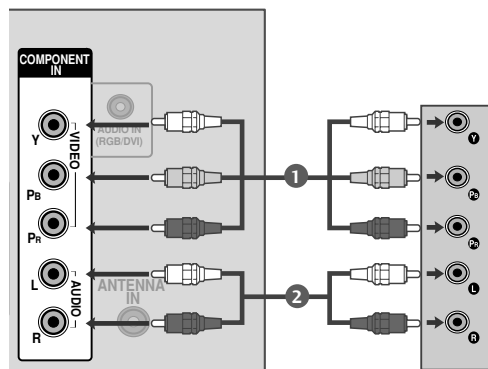 COMPONENT
IN
AUDIO IN
(RGB/DVI)
Y
VIDEO
PB
PR
L
AUDIO
R
ANTENNA
IN
1
2
Y
PB
PR
L
R